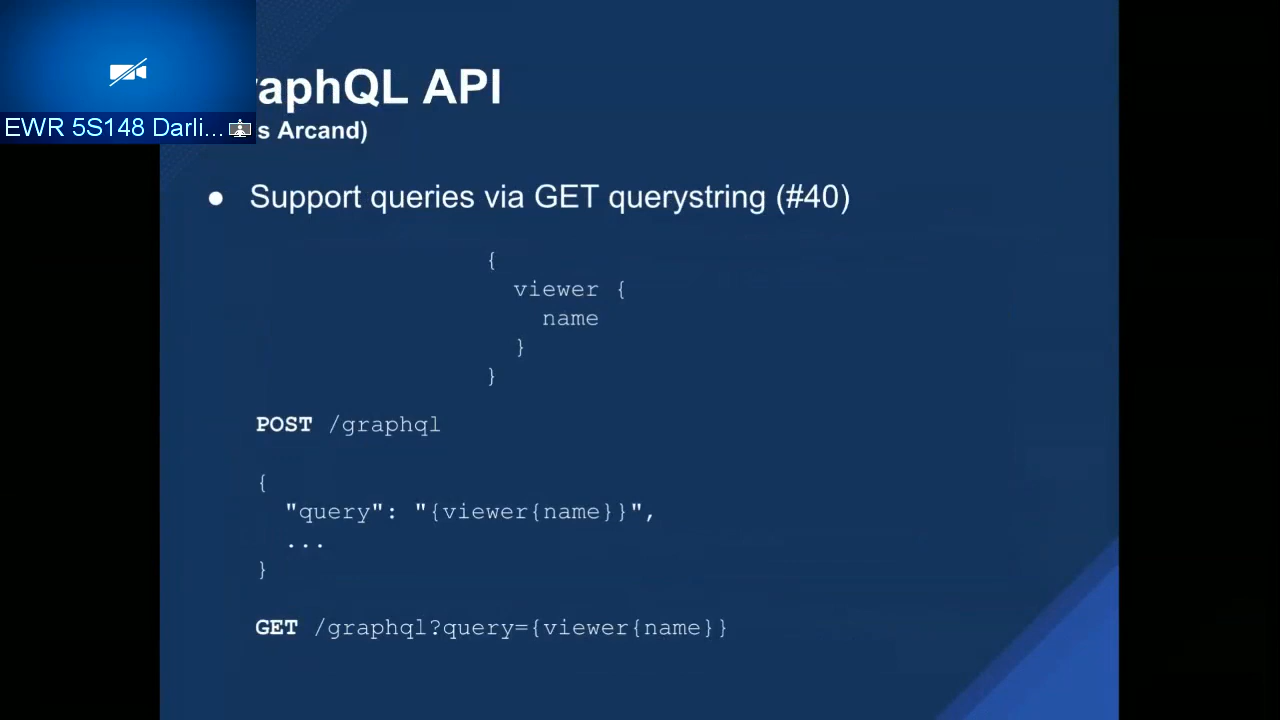 EWR 5S148 Darli...
raphQL API
s Arcand)
● Support queries via GET querystring (#40)
{
viewer {
name
}
}
POST /graphql
{
"query": "{viewer{name}}",
...
}
GET /graphql?query={viewer{name}}